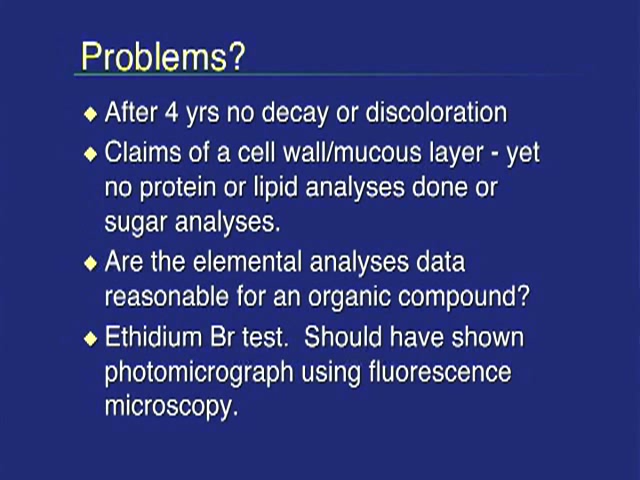 Problems?
After 4 yrs no decay or discoloration
Claims of a cell wall/mucous layer - yet
no protein or lipid analyses done or
sugar analyses.
Are the elemental analyses data
reasonable for an organic compound?
Ethidium Br test.  Should have shown
photomicrograph using fluorescence
microscopy.